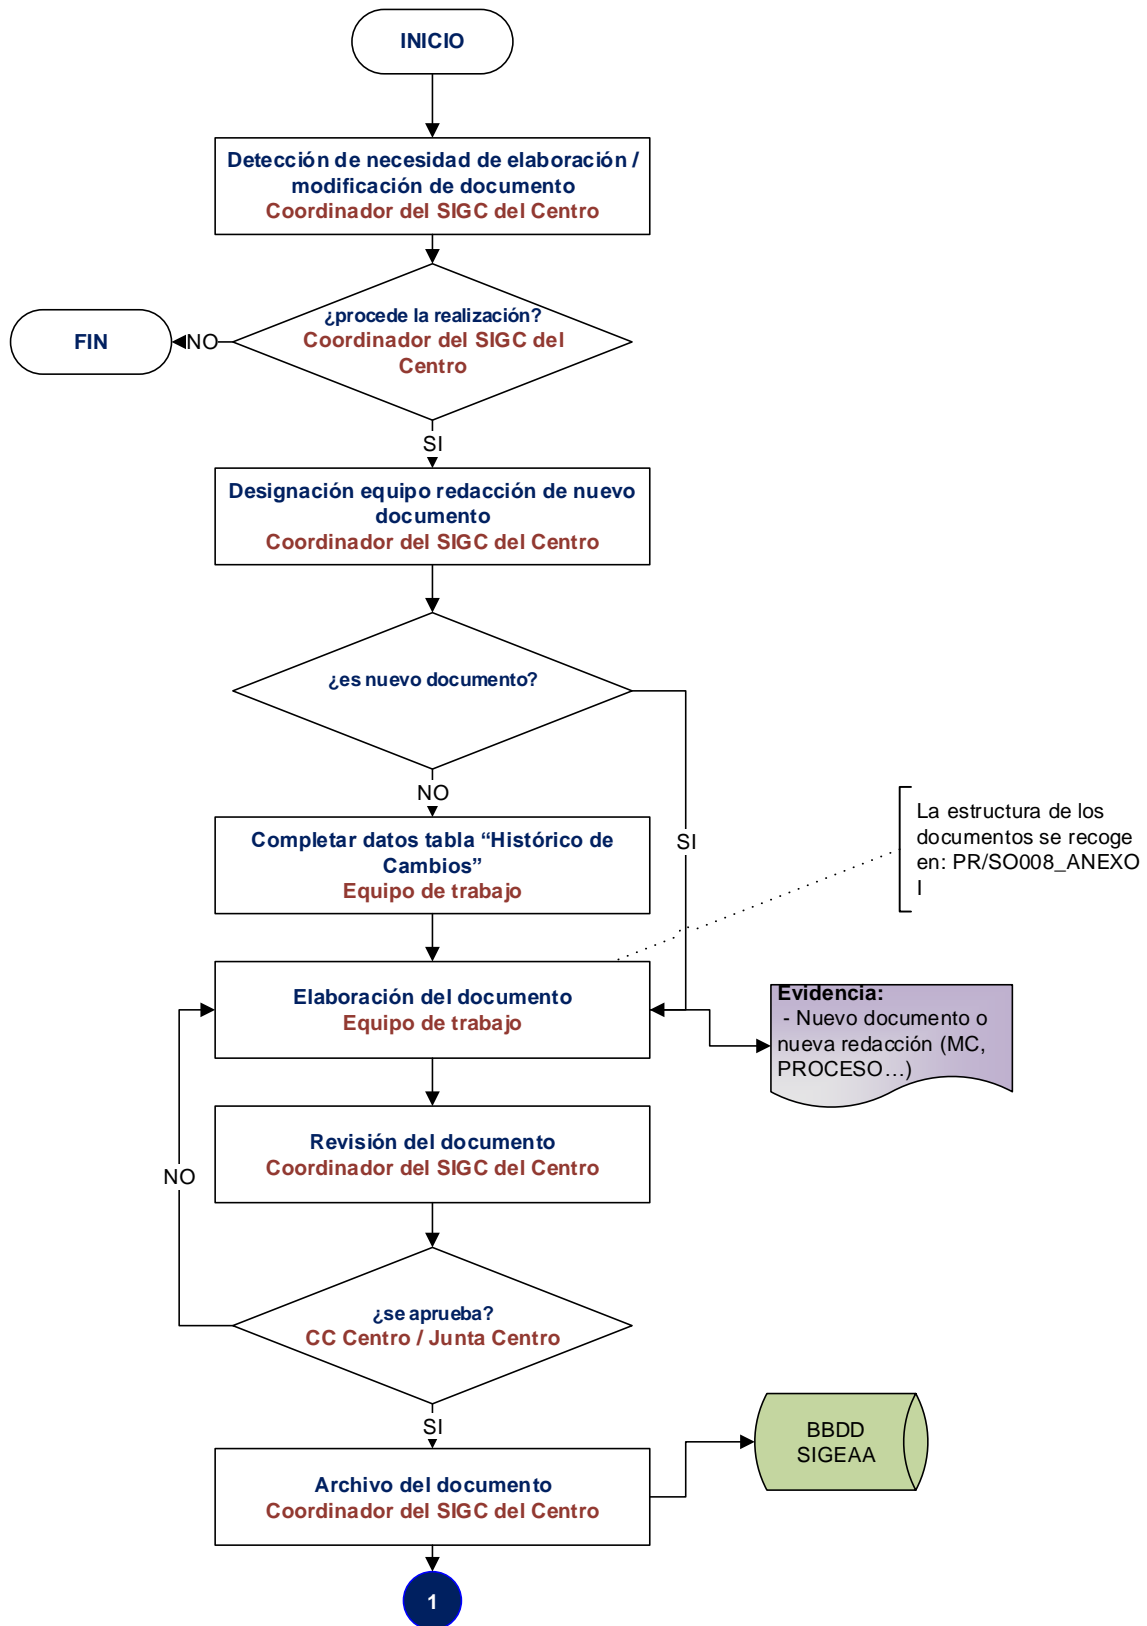 INICIO
Detección de necesidad de elaboración /
modificación de documento
Coordinador del SIGC del Centro
¿procede la realización?
Coordinador del SIGC del
Centro
NO
FIN
SI
Designación equipo redacción de nuevo
documento
Coordinador del SIGC del Centro
¿es nuevo documento?
NO
SI
Completar datos tabla “Histórico de
Cambios”
Equipo de trabajo
La estructura de los
documentos se recoge
en: PR/SO008_ANEXO
I
Elaboración del documento
Equipo de trabajo
Evidencia:
- Nuevo documento o
nueva redacción (MC,
PROCESO…)
Revisión del documento
Coordinador del SIGC del Centro
NO
¿se aprueba?
CC Centro / Junta Centro
SI
Archivo del documento
Coordinador del SIGC del Centro
BBDD
SIGEAA
1